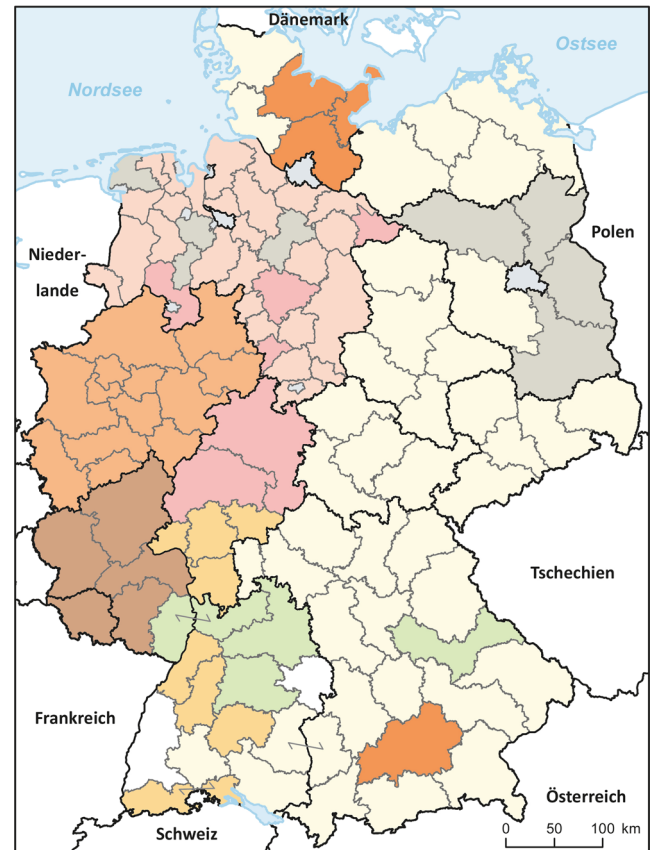 Dänemark
Ostsee
Nordsee
Polen
Nieder-
lande
Tschechien
Frankreich
Österreich
Schweiz
0 50 100 km